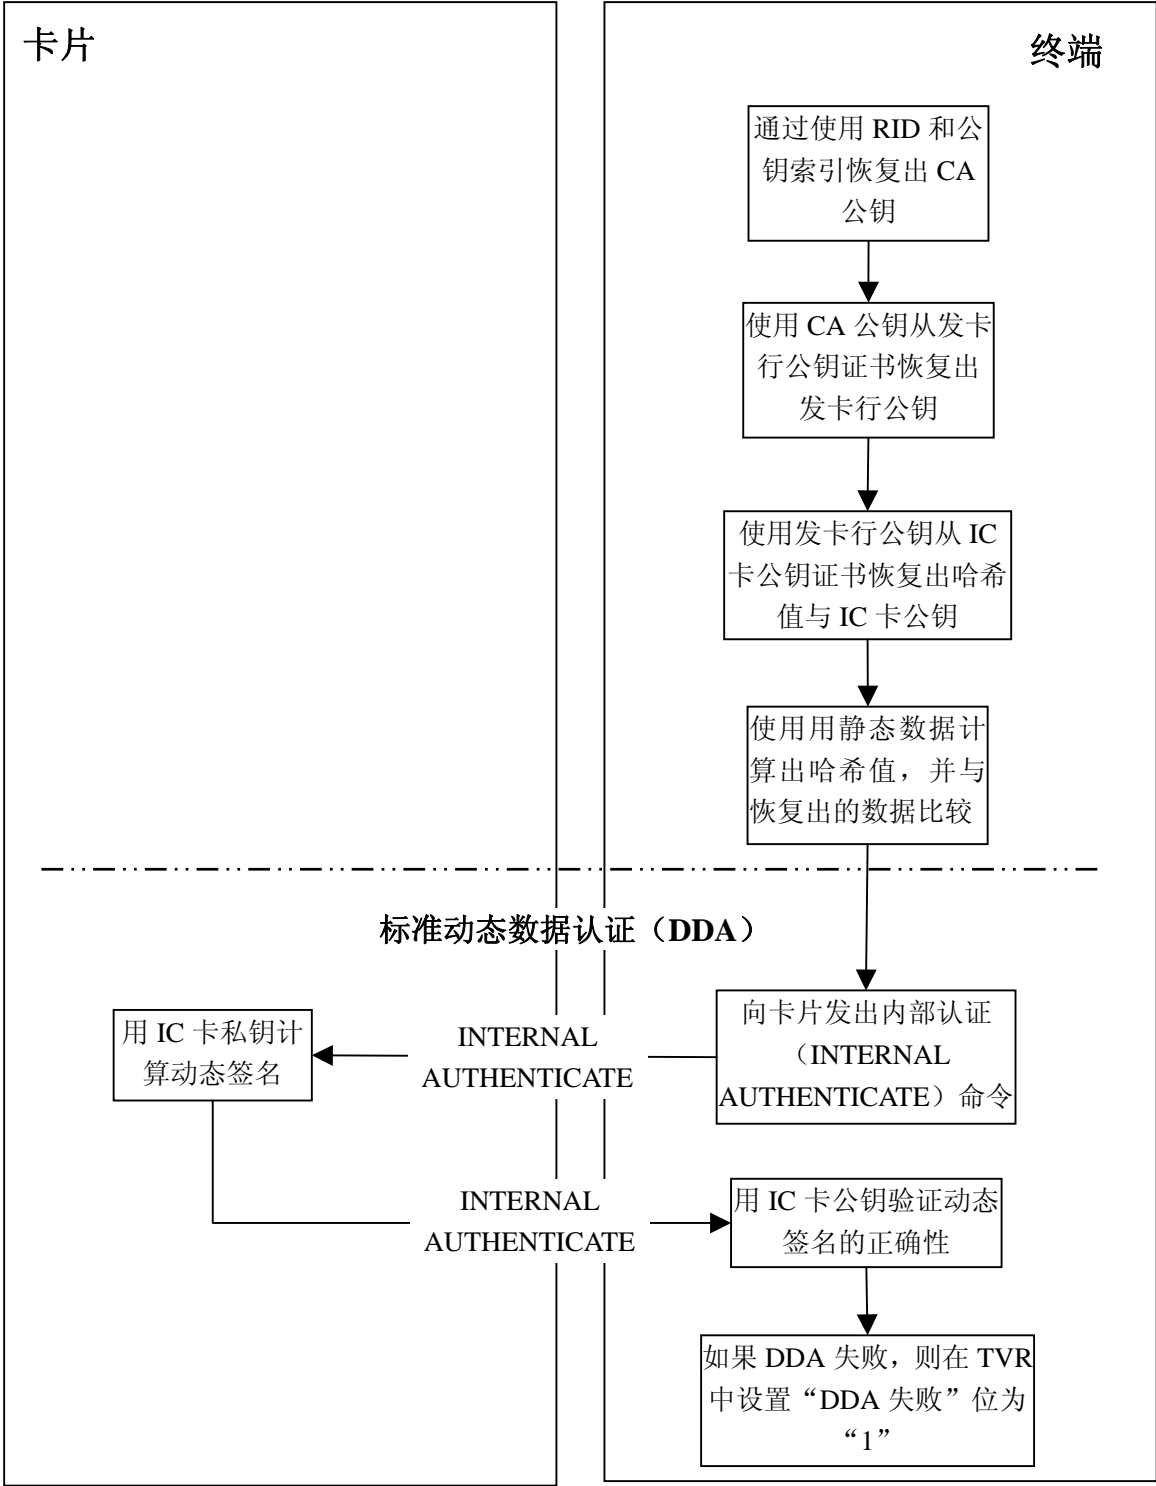 卡片
终端
通过使用 RID 和公
钥索引恢复出 CA
公钥
使用 CA 公钥从发卡
行公钥证书恢复出
发卡行公钥
使用发卡行公钥从 IC
卡公钥证书恢复出哈希
值与 IC 卡公钥
使用用静态数据计
算出哈希值，并与
恢复出的数据比较
标准动态数据认证（DDA）
向卡片发出内部认证
（INTERNAL
AUTHENTICATE）命令
INTERNAL
AUTHENTICATE
用 IC 卡私钥计
算动态签名
INTERNAL
AUTHENTICATE
用 IC 卡公钥验证动态
签名的正确性
如果 DDA 失败，则在 TVR
中设置“DDA 失败”位为
“1”